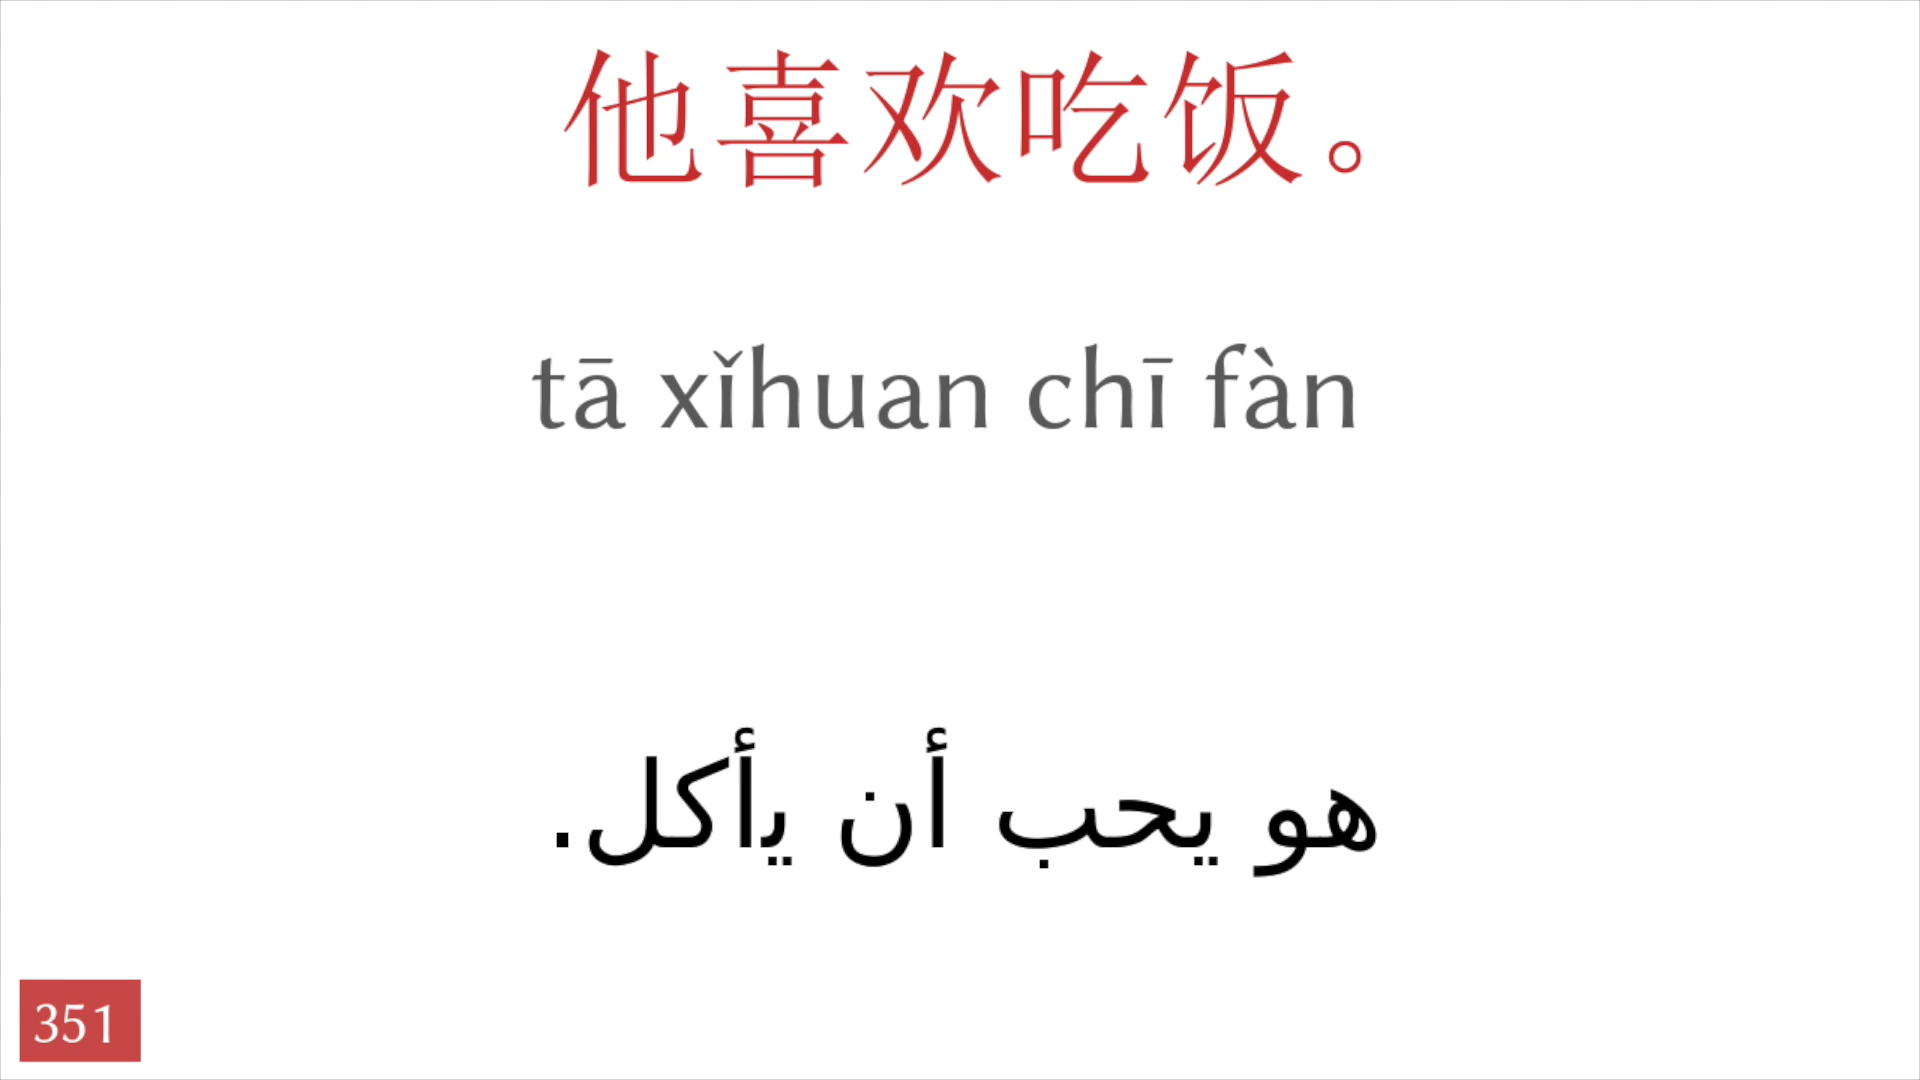 他喜欢吃饭。
tā xǐhuan chī fàn
هو يحب أن يأكل.
351